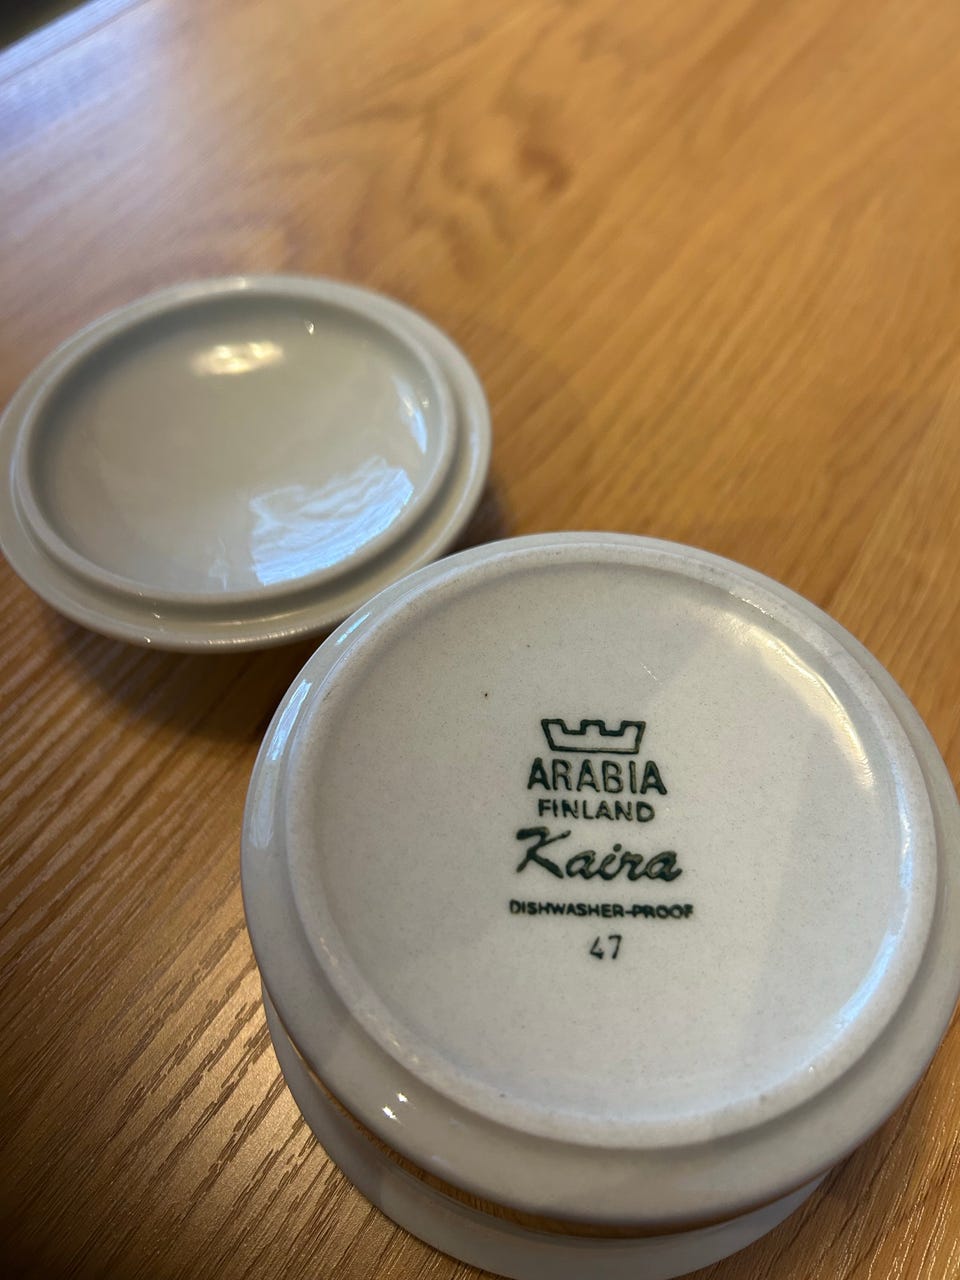 ARABIA
FINLAND
Kaira
DISHWASHER-PROOF
47